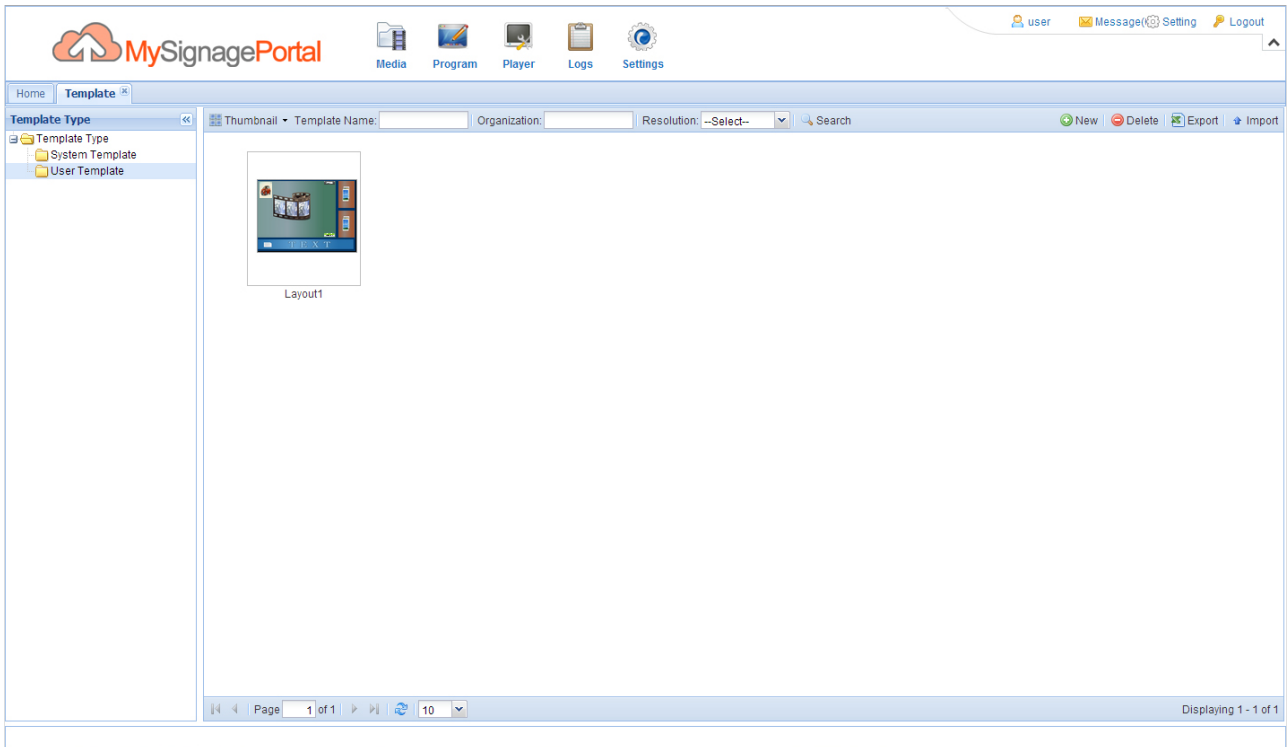 user Message( Setting Logout
MySignagePortal
Media Program Player Logs Settings
Home Template
Template Type
Thumbnail Template Name: Organization: Resolution: --Select-- Search New Delete Export Import
Template Type
System Template
User Template
TEXT
Layout1
Page 1 of 1 10 Displaying 1 - 1 of 1